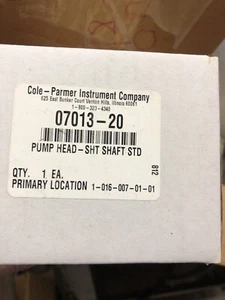 Cole-Parmer Instrument Company
625 East Bunker Court Vernon Hills, Illinois 60061
1-800-323-4340
07013-20
PUMP HEAD-SHT SHAFT STD
812
QTY. 1 EA.
PRIMARY LOCATION 1-016-007-01-01